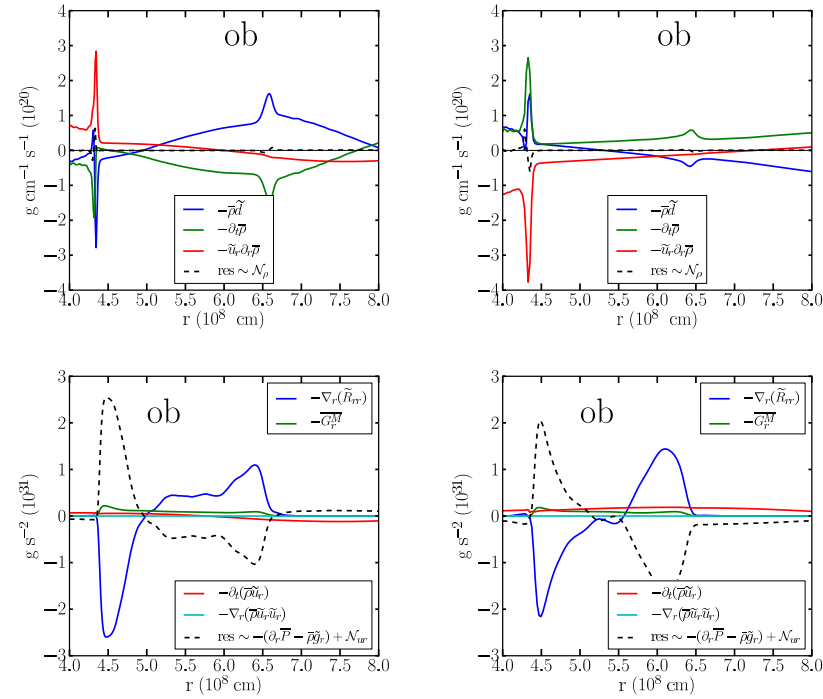 ob
g cm⁻¹ s⁻¹ (10²⁰)
4
3
2
1
0
−1
−2
−3
−4
−ρ̅d̃
−∂ₜρ̅
−ũᵣ∂ᵣρ̅
res ∼ 𝒩ᵨ
4.0 4.5 5.0 5.5 6.0 6.5 7.0 7.5 8.0
r (10⁸ cm)
ob
g cm⁻¹ s⁻¹ (10²⁰)
4
3
2
1
0
−1
−2
−3
−4
−ρ̅d̃
−∂ₜρ̅
−ũᵣ∂ᵣρ̅
res ∼ 𝒩ᵨ
4.0 4.5 5.0 5.5 6.0 6.5 7.0 7.5 8.0
r (10⁸ cm)
ob
g s⁻² (10³¹)
3
2
1
0
−1
−2
−3
−∇ᵣ(R̃ᵣᵣ)
−G̅ᵣᴹ
−∂ₜ(ρ̅ũᵣ)
−∇ᵣ(ρ̅ũᵣũᵣ)
res ∼ −(∂ᵣP̅ − ρ̅g̃ᵣ) + 𝒩ᵤᵣ
4.0 4.5 5.0 5.5 6.0 6.5 7.0 7.5 8.0
r (10⁸ cm)
ob
g s⁻² (10³¹)
3
2
1
0
−1
−2
−3
−∇ᵣ(R̃ᵣᵣ)
−G̅ᵣᴹ
−∂ₜ(ρ̅ũᵣ)
−∇ᵣ(ρ̅ũᵣũᵣ)
res ∼ −(∂ᵣP̅ − ρ̅g̃ᵣ) + 𝒩ᵤᵣ
4.0 4.5 5.0 5.5 6.0 6.5 7.0 7.5 8.0
r (10⁸ cm)